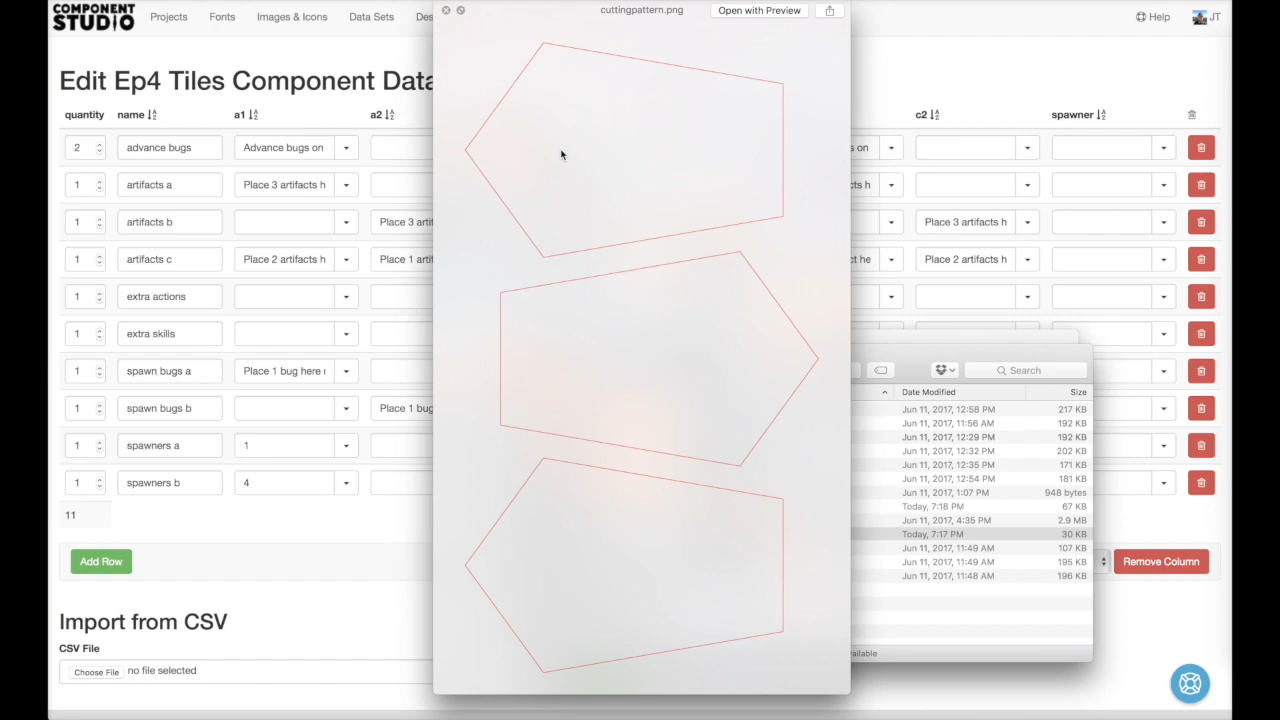 COMPONENT STUDIO
Projects
Fonts
Images & Icons
Data Sets
Des
cuttingpattern.png
Open with Preview
Help
JT
Edit Ep4 Tiles Component Data
quantity name a1 a2 c2 spawner
2 advance bugs Advance bugs on s on
1 artifacts a Place 3 artifacts h cts h
1 artifacts b Place 3 arti Place 3 artifacts h
1 artifacts c Place 2 artifacts h Place 1 art ct he Place 2 artifacts h
1 extra actions
1 extra skills
1 spawn bugs a Place 1 bug here
1 spawn bugs b Place 1 bug
1 spawners a 1
1 spawners b 4
11
Add Row
Remove Column
Import from CSV
CSV File
Choose File no file selected
Search
Date Modified Size
Jun 11, 2017, 12:58 PM 217 KB
Jun 11, 2017, 11:56 AM 192 KB
Jun 11, 2017, 12:29 PM 192 KB
Jun 11, 2017, 12:32 PM 202 KB
Jun 11, 2017, 12:35 PM 171 KB
Jun 11, 2017, 12:54 PM 181 KB
Jun 11, 2017, 1:07 PM 948 bytes
Today, 7:18 PM 67 KB
Jun 11, 2017, 4:35 PM 2.9 MB
Today, 7:17 PM 30 KB
Jun 11, 2017, 11:49 AM 107 KB
Jun 11, 2017, 11:49 AM 195 KB
Jun 11, 2017, 11:48 AM 196 KB
vailable